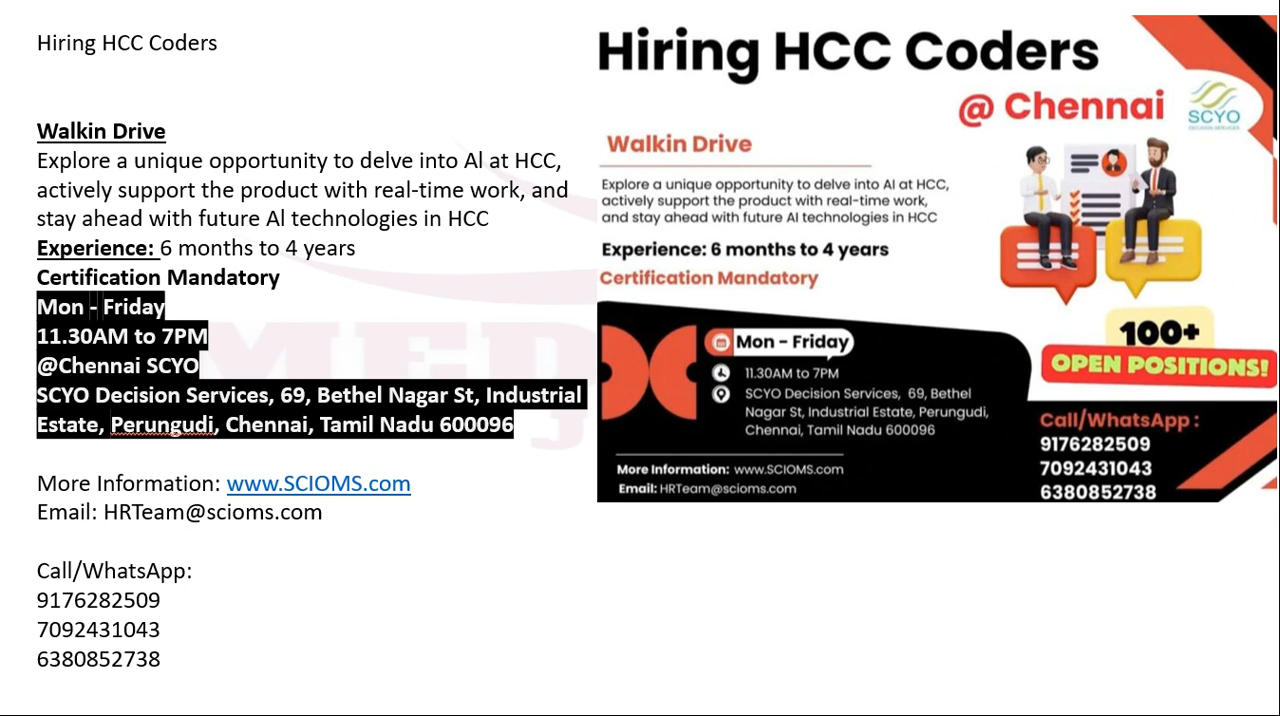 Hiring HCC Coders
Walkin Drive
Explore a unique opportunity to delve into Al at HCC,
actively support the product with real-time work, and
stay ahead with future Al technologies in HCC
Experience: 6 months to 4 years
Certification Mandatory
Mon - Friday
11.30AM to 7PM
@Chennai SCYO
SCYO Decision Services, 69, Bethel Nagar St, Industrial
Estate, Perungudi, Chennai, Tamil Nadu 600096
More Information: www.SCIOMS.com
Email: HRTeam@scioms.com
Call/WhatsApp:
9176282509
7092431043
6380852738
MED
J
Hiring HCC Coders
@ Chennai
SCYO
DECISION SERVICES
Walkin Drive
Explore a unique opportunity to delve into AI at HCC,
actively support the product with real-time work,
and stay ahead with future AI technologies in HCC
Experience: 6 months to 4 years
Certification Mandatory
100+
OPEN POSITIONS!
Mon - Friday
11.30AM to 7PM
SCYO Decision Services, 69, Bethel
Nagar St, Industrial Estate, Perungudi,
Chennai, Tamil Nadu 600096
More Information: www.SCIOMS.com
Email: HRTeam@scioms.com
Call/WhatsApp :
9176282509
7092431043
6380852738